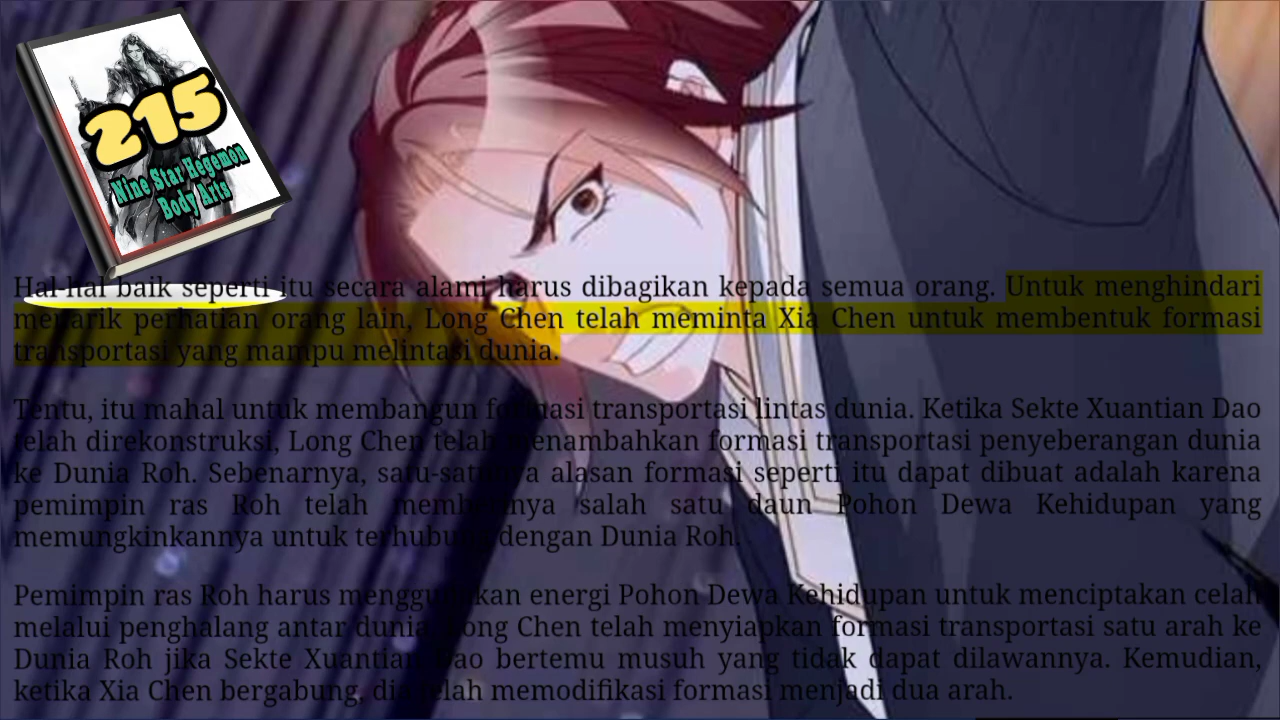 215
Nine Star Hegemon
Body Arts
Hal-hal baik seperti itu secara alami harus dibagikan kepada semua orang. Untuk menghindari
menarik perhatian orang lain, Long Chen telah meminta Xia Chen untuk membentuk formasi
transportasi yang mampu melintasi dunia.
Tentu, itu mahal untuk membangun formasi transportasi lintas dunia. Ketika Sekte Xuantian Dao
telah direkonstruksi, Long Chen telah menambahkan formasi transportasi penyeberangan dunia
ke Dunia Roh. Sebenarnya, satu-satunya alasan formasi seperti itu dapat dibuat adalah karena
pemimpin ras Roh telah memberinya salah satu daun Pohon Dewa Kehidupan yang
memungkinkannya untuk terhubung dengan Dunia Roh.
Pemimpin ras Roh harus menggunakan energi Pohon Dewa Kehidupan untuk menciptakan celah
melalui penghalang antar dunia. Long Chen telah menyiapkan formasi transportasi satu arah ke
Dunia Roh jika Sekte Xuantian Dao bertemu musuh yang tidak dapat dilawannya. Kemudian,
ketika Xia Chen bergabung, dia telah memodifikasi formasi menjadi dua arah.